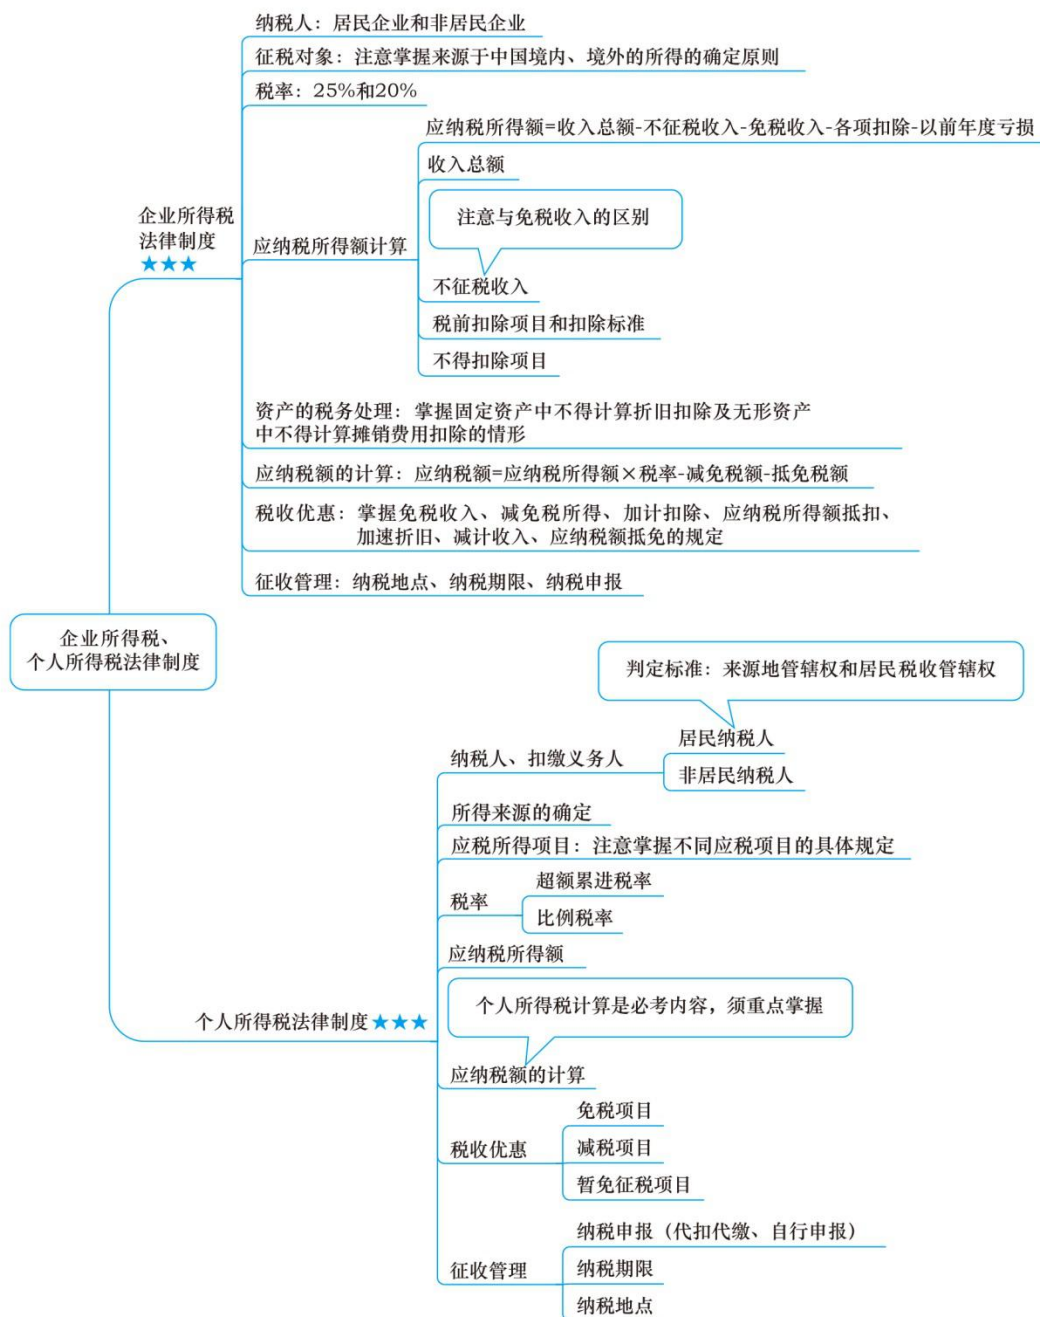 纳税人：居民企业和非居民企业
征税对象：注意掌握来源于中国境内、境外的所得的确定原则
税率：25%和20%
应纳税所得额=收入总额-不征税收入-免税收入-各项扣除-以前年度亏损
收入总额
注意与免税收入的区别
企业所得税
法律制度
★★★
应纳税所得额计算
不征税收入
税前扣除项目和扣除标准
不得扣除项目
资产的税务处理：掌握固定资产中不得计算折旧扣除及无形资产
中不得计算摊销费用扣除的情形
应纳税额的计算：应纳税额=应纳税所得额×税率-减免税额-抵免税额
税收优惠：掌握免税收入、减免税所得、加计扣除、应纳税所得额抵扣、
加速折旧、减计收入、应纳税额抵免的规定
征收管理：纳税地点、纳税期限、纳税申报
企业所得税、
个人所得税法律制度
判定标准：来源地管辖权和居民税收管辖权
纳税人、扣缴义务人
居民纳税人
非居民纳税人
所得来源的确定
应税所得项目：注意掌握不同应税项目的具体规定
税率
超额累进税率
比例税率
应纳税所得额
个人所得税计算是必考内容，须重点掌握
个人所得税法律制度★★★
应纳税额的计算
税收优惠
免税项目
减税项目
暂免征税项目
征收管理
纳税申报（代扣代缴、自行申报）
纳税期限
纳税地点